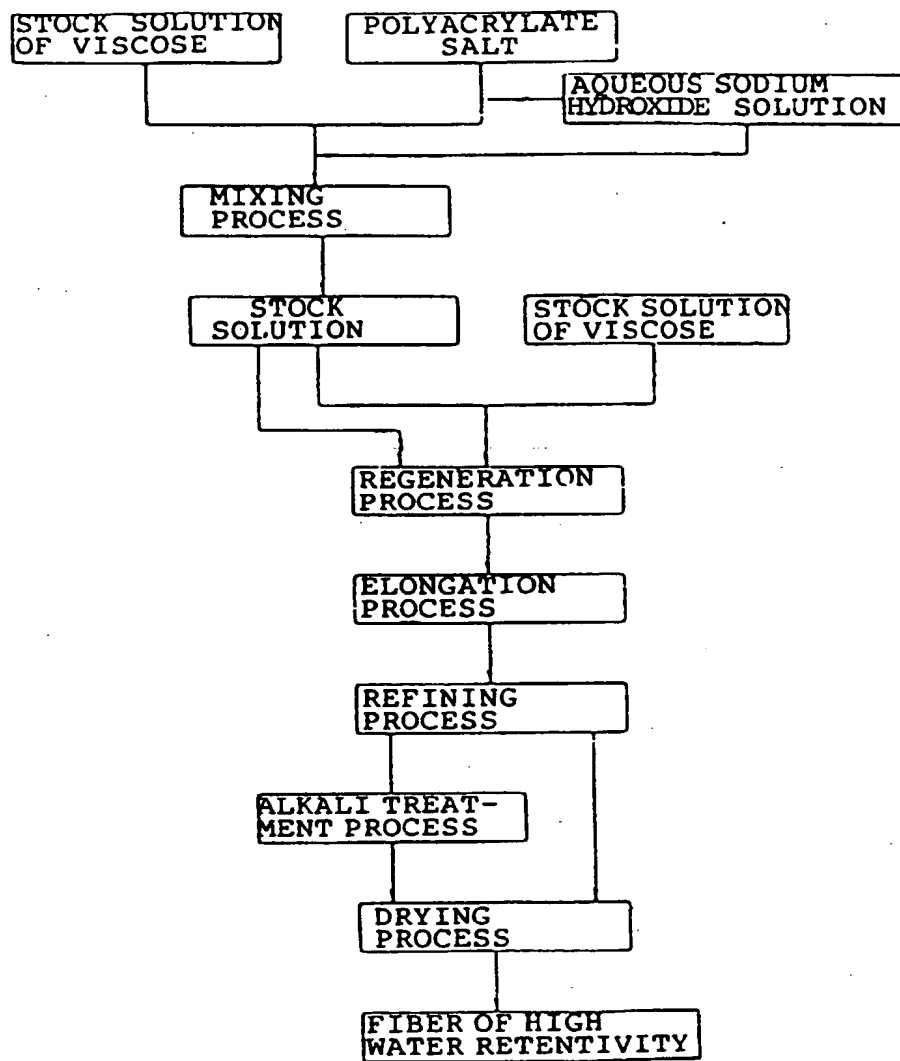 STOCK SOLUTION
OF VISCOSE
POLYACRYLATE
SALT
AQUEOUS SODIUM
HYDROXIDE SOLUTION
MIXING
PROCESS
STOCK
SOLUTION
STOCK SOLUTION
OF VISCOSE
REGENERATION
PROCESS
ELONGATION
PROCESS
REFINING
PROCESS
ALKALI TREAT-
MENT PROCESS
DRYING
PROCESS
FIBER OF HIGH
WATER RETENTIVITY